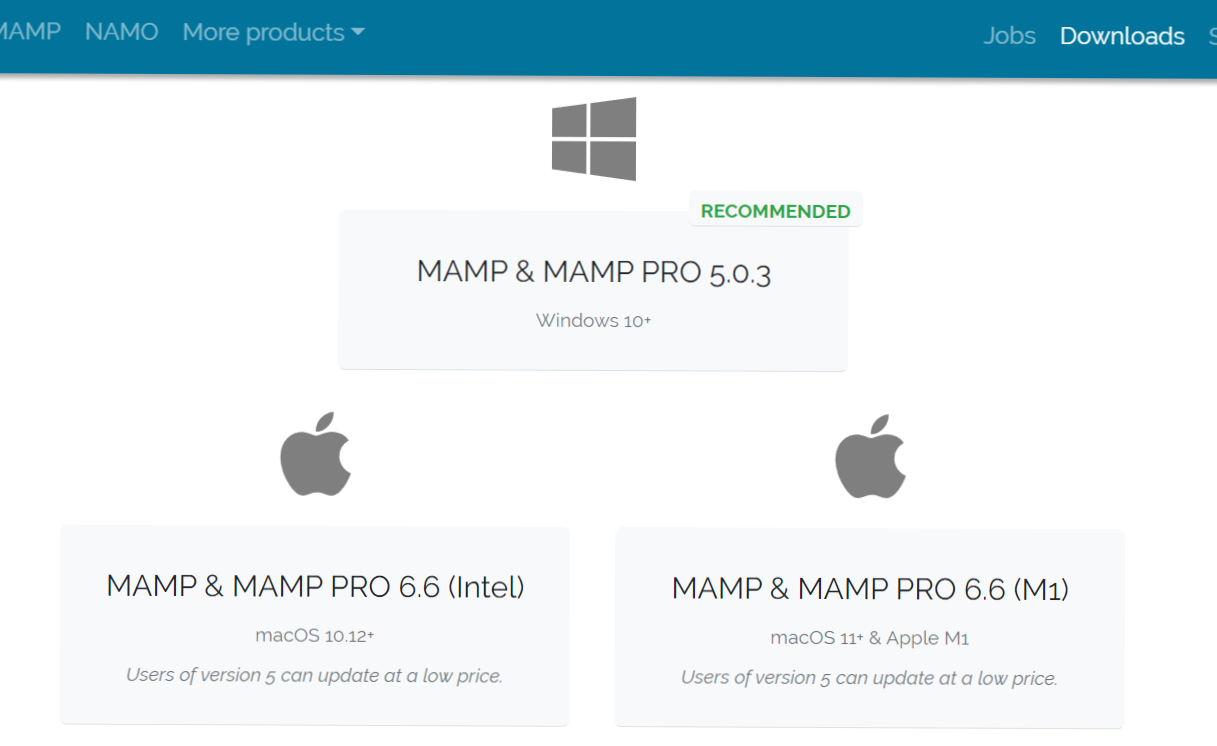 MAMP NAMO More products Jobs Downloads
RECOMMENDED
MAMP & MAMP PRO 5.0.3
Windows 10+
MAMP & MAMP PRO 6.6 (Intel)
macOS 10.12+
Users of version 5 can update at a low price.
MAMP & MAMP PRO 6.6 (M1)
macOS 11+ & Apple M1
Users of version 5 can update at a low price.